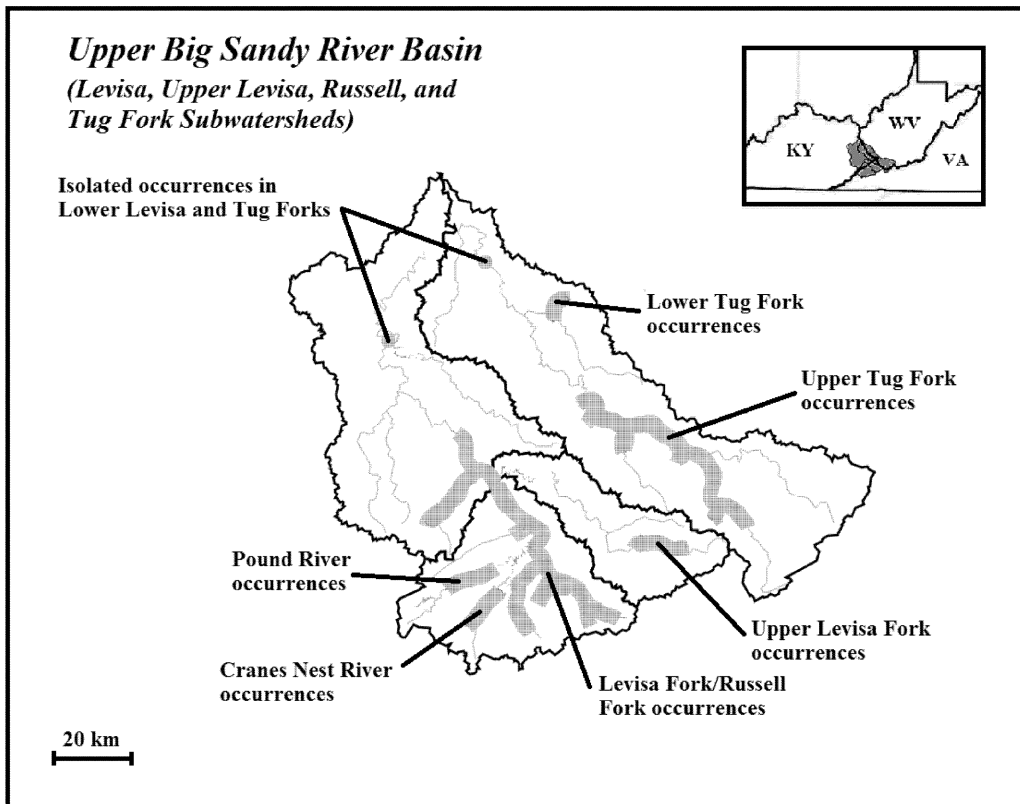 Upper Big Sandy River Basin
(Levisa, Upper Levisa, Russell, and
Tug Fork Subwatersheds)
WV
KY
VA
Isolated occurrences in
Lower Levisa and Tug Forks
Lower Tug Fork
occurrences
Upper Tug Fork
occurrences
Pound River
occurrences
Upper Levisa Fork
occurrences
Cranes Nest River
occurrences
Levisa Fork/Russell
Fork occurrences
20 km